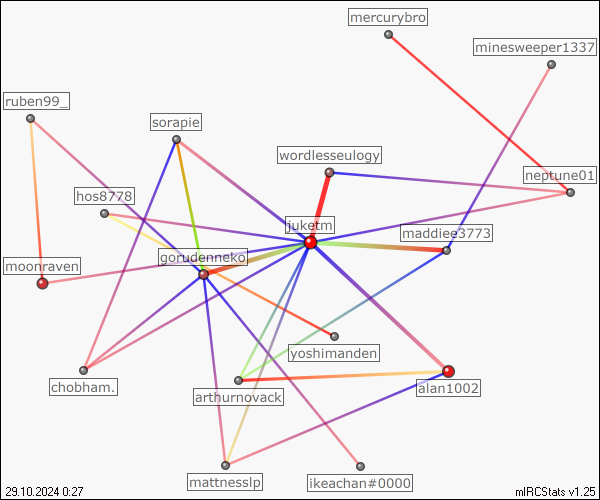 mercurybro
minesweeper1337
ruben99_
sorapie
wordlesseulogy
neptune01
hos8778
juketm
maddiee3773
gorudenneko
moonraven
yoshimanden
chobham.
alan1002
arthurnovack
mattnesslp
ikeachan#0000
29.10.2024 0:27
mIRCStats v1.25